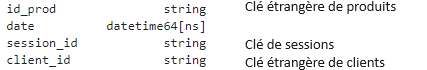 id_prod string Clé étrangère de produits
date datetime64[ns]
session_id string Clé de sessions
client_id string Clé étrangère de clients